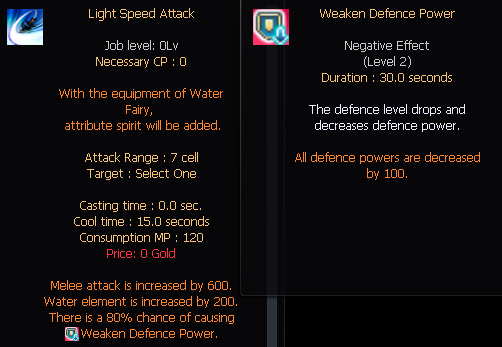 Light Speed Attack
Job level: 0Lv
Necessary CP : 0
With the equipment of Water
Fairy,
attribute spirit will be added.
Attack Range : 7 cell
Target : Select One
Casting time : 0.0 sec.
Cool time : 15.0 seconds
Consumption MP : 120
Price: 0 Gold
Melee attack is increased by 600.
Water element is increased by 200.
There is a 80% chance of causing
Weaken Defence Power.
Weaken Defence Power
Negative Effect
(Level 2)
Duration : 30.0 seconds
The defence level drops and
decreases defence power.
All defence powers are decreased
by 100.